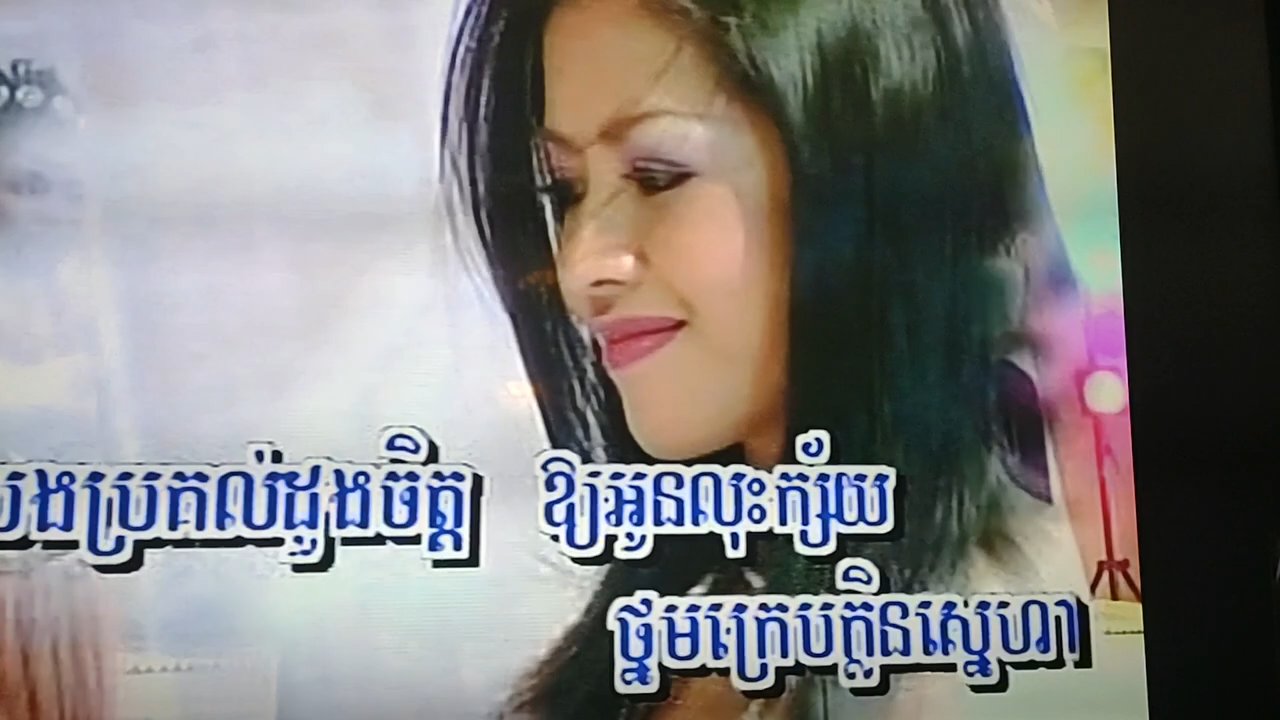 បងប្រគល់ដួងចិត្ត ឱ្យអូនលុះក្ស័យ
ថ្នមក្រេបក្លិនស្នេហា